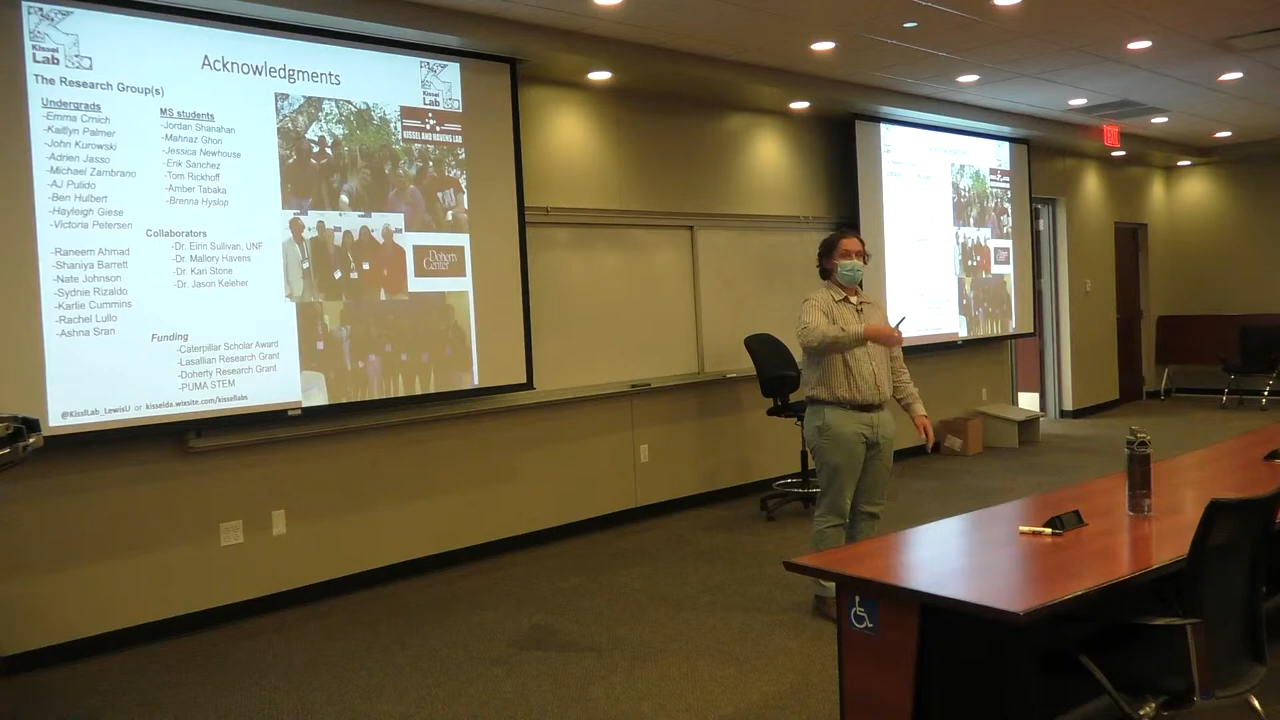 Kissel
Lab
Acknowledgments
Kissel
Lab
The Research Group(s)
Undergrads
-Emma Crnich
-Kaitlyn Palmer
-John Kurowski
-Adrien Jasso
-Michael Zambrano
-AJ Pulido
-Ben Hulbert
-Hayleigh Giese
-Victoria Petersen
-Raneem Ahmad
-Shaniya Barrett
-Nate Johnson
-Sydnie Rizaldo
-Karlie Cummins
-Rachel Lullo
-Ashna Sran
MS students
-Jordan Shanahan
-Mahnaz Ghori
-Jessica Newhouse
-Erik Sanchez
-Tom Rickhoff
-Amber Tabaka
-Brenna Hyslop
Collaborators
-Dr. Eirin Sullivan, UNF
-Dr. Mallory Havens
-Dr. Kari Stone
-Dr. Jason Keleher
Funding
-Caterpillar Scholar Award
-Lasallian Research Grant
-Doherty Research Grant
-PUMA STEM
KISSEL AND HAVENS LAB
Doherty
Center
@KisslLab_LewisU or kisselda.wixsite.com/kissellabs
EXIT